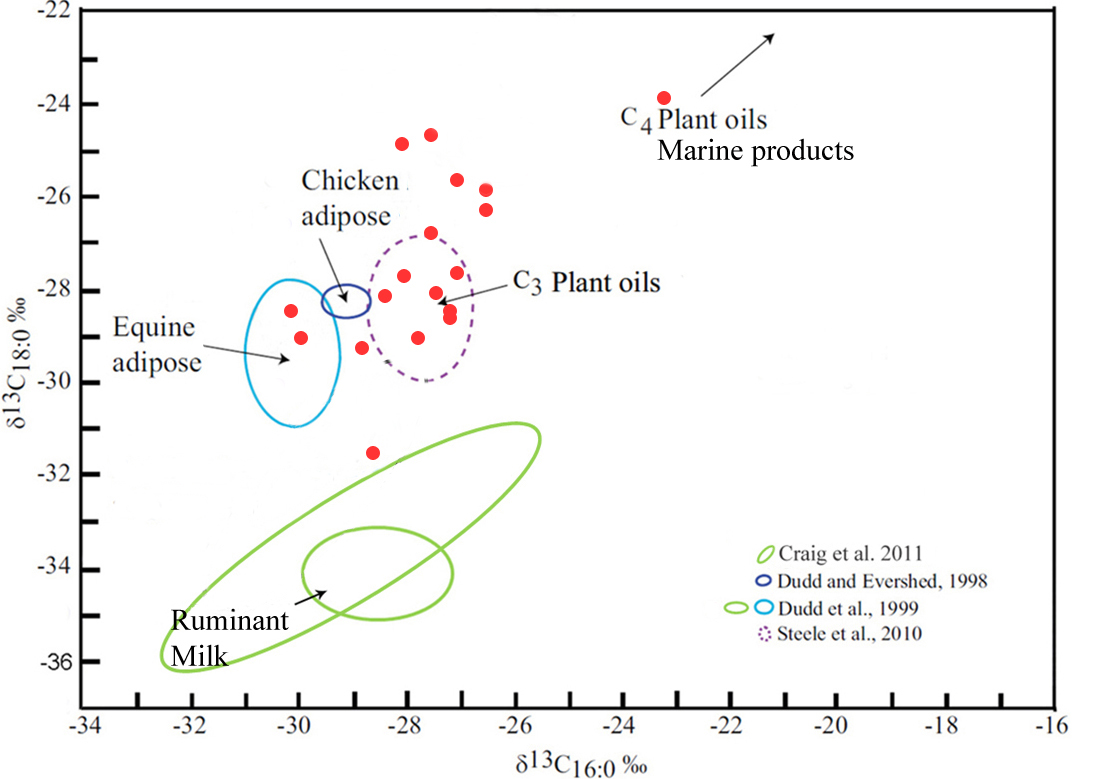 -22
-24
-26
-28
-30
-32
-34
-36
δ13C18:0 ‰
C4 Plant oils
Marine products
Chicken
adipose
C3 Plant oils
Equine
adipose
Ruminant
Milk
Craig et al. 2011
Dudd and Evershed, 1998
Dudd et al., 1999
Steele et al., 2010
-34 -32 -30 -28 -26 -24 -22 -20 -18 -16
δ13C16:0 ‰